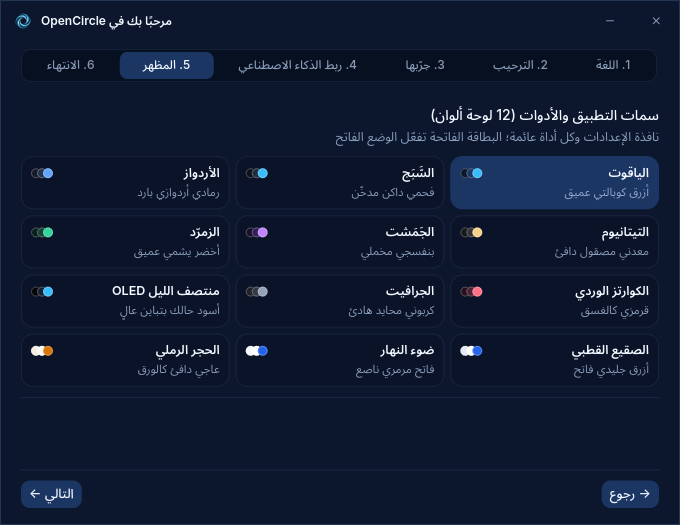 مرحبًا بك في OpenCircle
1. اللغة
2. الترحيب
3. جرّبها
4. ربط الذكاء الاصطناعي
5. المظهر
6. الانتهاء
سمات التطبيق والأدوات (12 لوحة ألوان)
نافذة الإعدادات وكل أداة عائمة؛ البطاقة الفاتحة تفعّل الوضع الفاتح
الياقوت
أزرق كوبالتي عميق
السَّبَج
فحمي داكن مدخّن
الأردواز
رمادي أردوازي بارد
التيتانيوم
معدني مصقول دافئ
الجَمَشت
بنفسجي مخملي
الزمرّد
أخضر يشمي عميق
الكوارتز الوردي
قرمزي كالغسق
الجرافيت
كربوني محايد هادئ
منتصف الليل OLED
أسود حالك بتباين عالٍ
الصقيع القطبي
أزرق جليدي فاتح
ضوء النهار
فاتح مرمري ناصع
الحجر الرملي
عاجي دافئ كالورق
→ رجوع
التالي ←